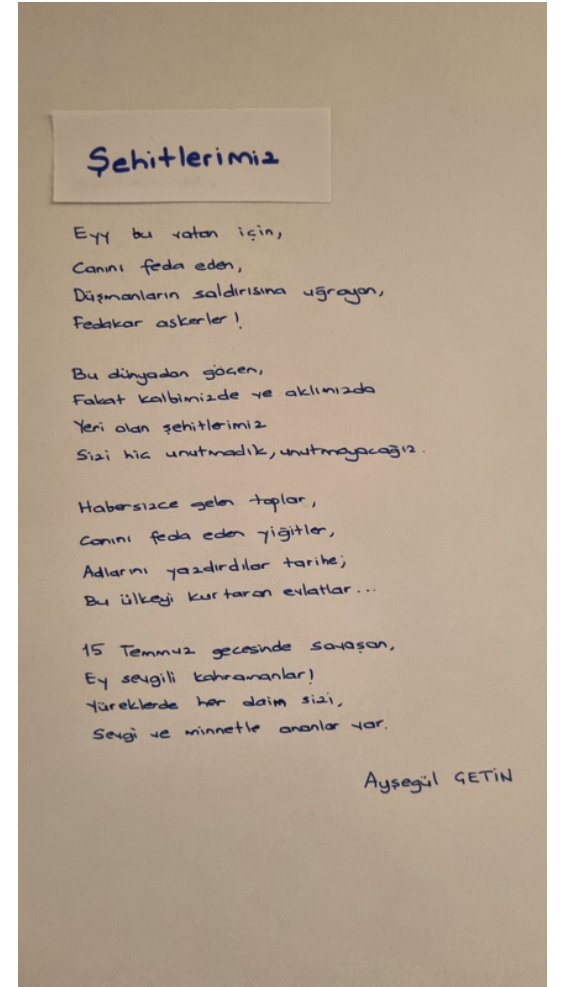 Şehitlerimiz
Eyy bu vatan için,
Canını feda eden,
Düşmanların saldırısına uğrayan,
Fedakar askerler!
Bu dünyadan göçen,
Fakat kalbimizde ve aklımızda
Yeri olan şehitlerimiz
Sizi hiç unutmadık, unutmayacağız.
Habersizce gelen toplar,
Canını feda eden yiğitler,
Adlarını yazdırdılar tarihe;
Bu ülkeyi kurtaran evlatlar...
15 Temmuz gecesinde savaşan,
Ey sevgili kahramanlar!
Yüreklerde her daim sizi,
Sevgi ve minnetle ananlar var.
Ayşegül ÇETİN